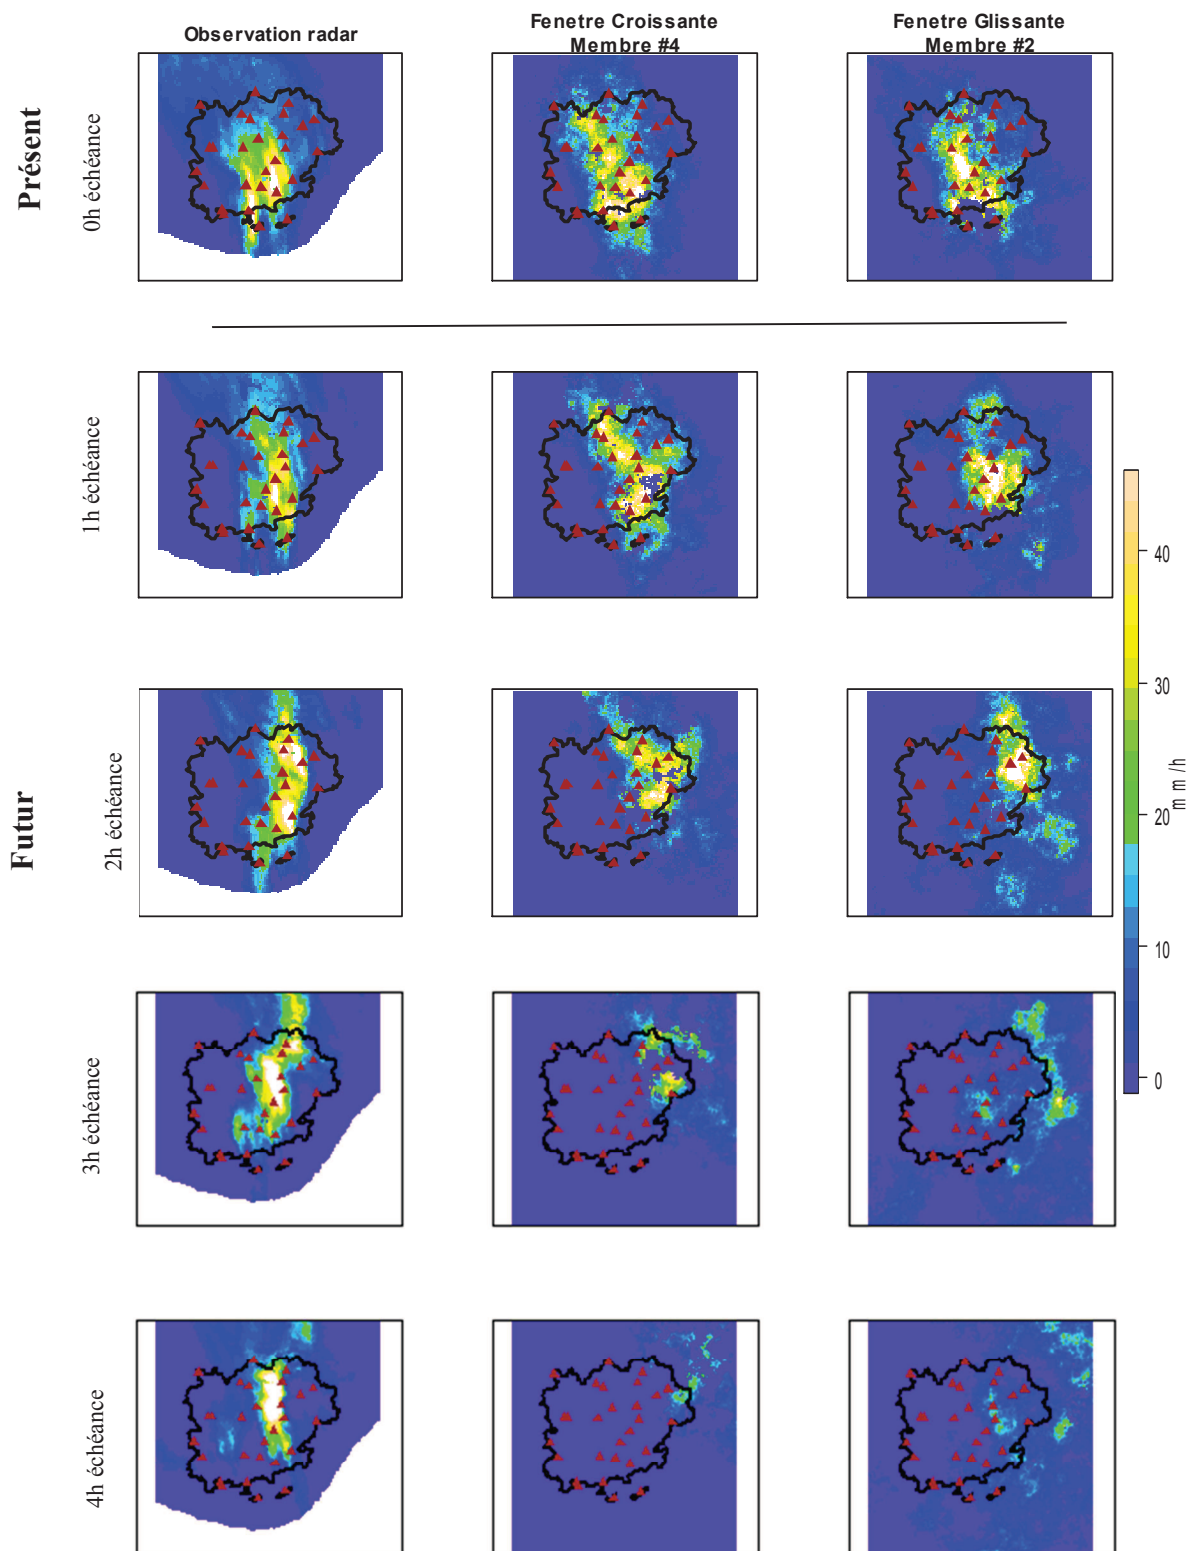 Observation radar
Fenetre Croissante
Membre #4
Fenetre Glissante
Membre #2
Présent
0h échéance
1h échéance
Futur
2h échéance
3h échéance
4h échéance
40
30
20
10
0
mm/h